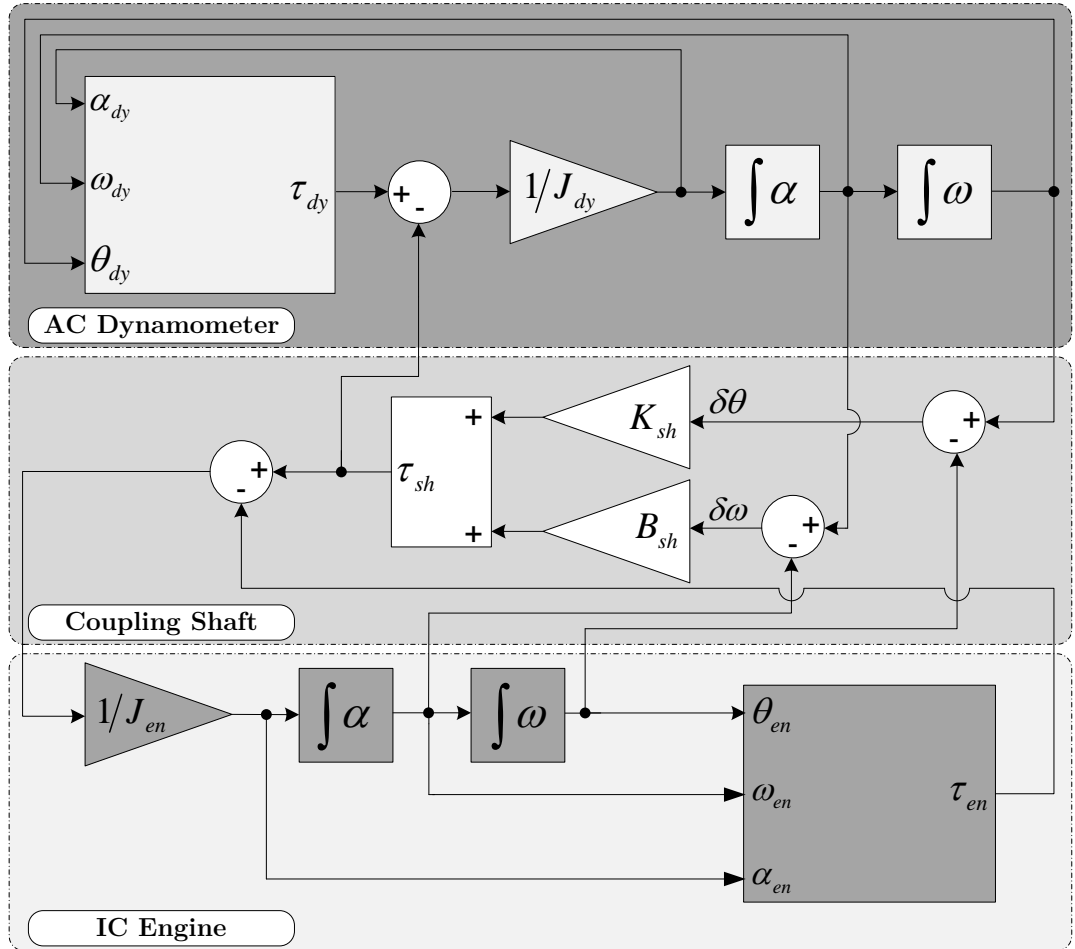 α_dy
ω_dy
θ_dy
τ_dy
+
-
1/J_dy
∫α
∫ω
AC Dynamometer
K_sh
δθ
+
-
+
τ_sh
+
+
-
B_sh
δω
+
-
Coupling Shaft
1/J_en
∫α
∫ω
θ_en
ω_en
τ_en
α_en
IC Engine